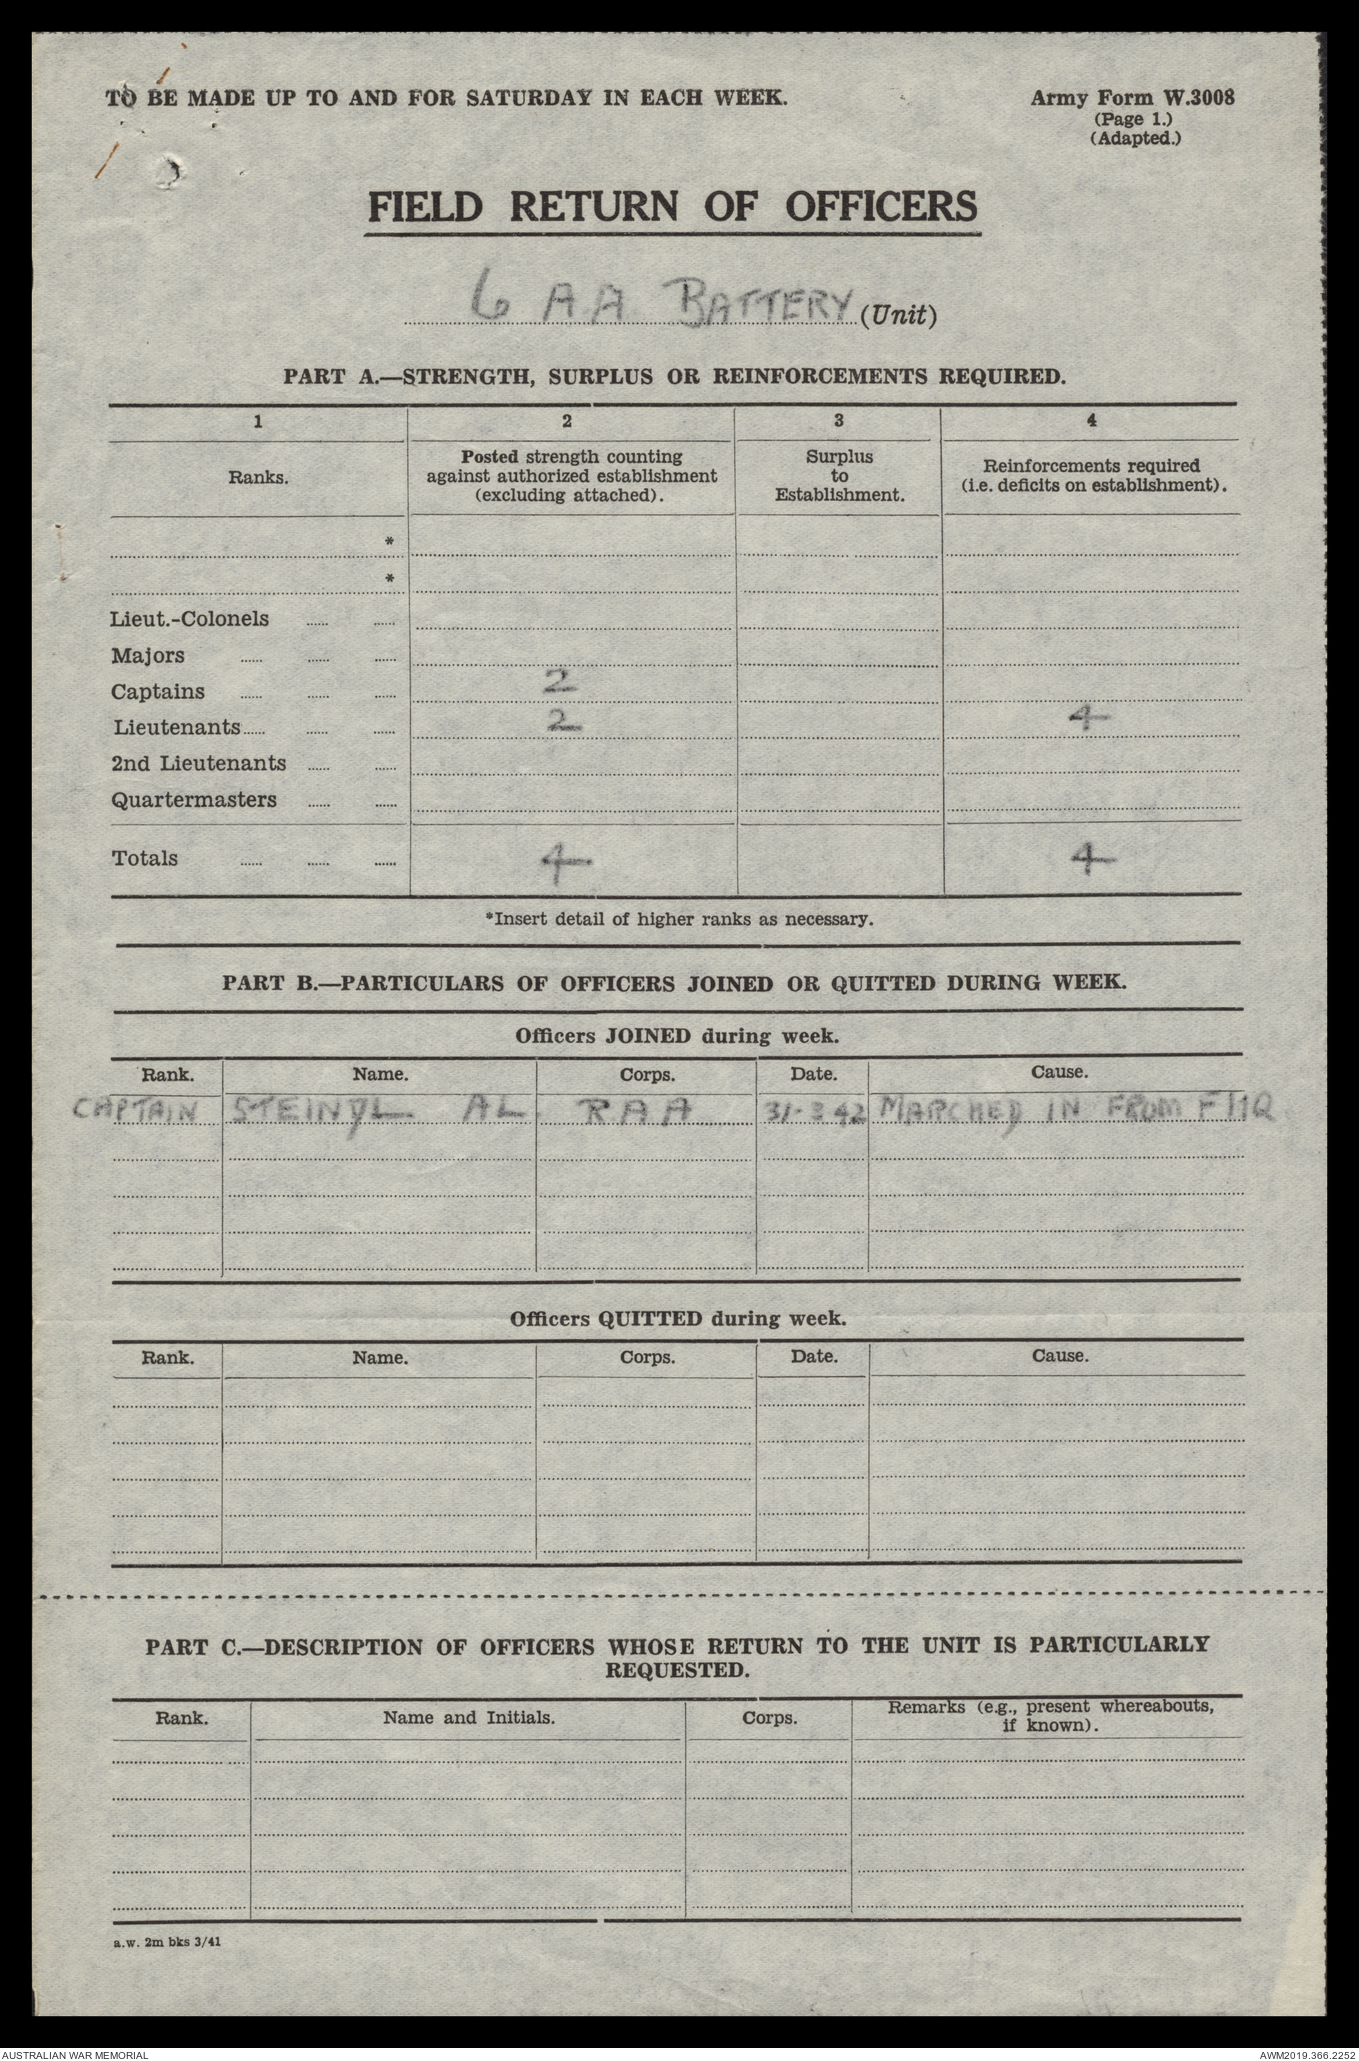 TO BE MADE UP TO AND FOR SATURDAY IN EACH WEEK.
Army Form W.3008
(Page 1.)
(Adapted.)
FIELD RETURN OF OFFICERS
6 AA BATTERY (Unit)
PART A.—STRENGTH, SURPLUS OR REINFORCEMENTS REQUIRED.
1 2 3 4
Ranks. Posted strength counting against authorized establishment (excluding attached). Surplus to Establishment. Reinforcements required (i.e. deficits on establishment).
*
*
Lieut.-Colonels ...... ......
Majors ...... ...... ......
Captains ...... ...... ...... 2
Lieutenants...... ...... ...... 2 4
2nd Lieutenants ...... ......
Quartermasters ...... ......
Totals ...... ...... ...... 4 4
*Insert detail of higher ranks as necessary.
PART B.—PARTICULARS OF OFFICERS JOINED OR QUITTED DURING WEEK.
Officers JOINED during week.
Rank. Name. Corps. Date. Cause.
CAPTAIN STEINDL AL. RAA 31-3-42 MARCHED IN FROM FHQ
Officers QUITTED during week.
Rank. Name. Corps. Date. Cause.
PART C.—DESCRIPTION OF OFFICERS WHOSE RETURN TO THE UNIT IS PARTICULARLY
REQUESTED.
Rank. Name and Initials. Corps. Remarks (e.g., present whereabouts, if known).
a.w. 2m bks 3/41
AUSTRALIAN WAR MEMORIAL
AWM2019.366.2252